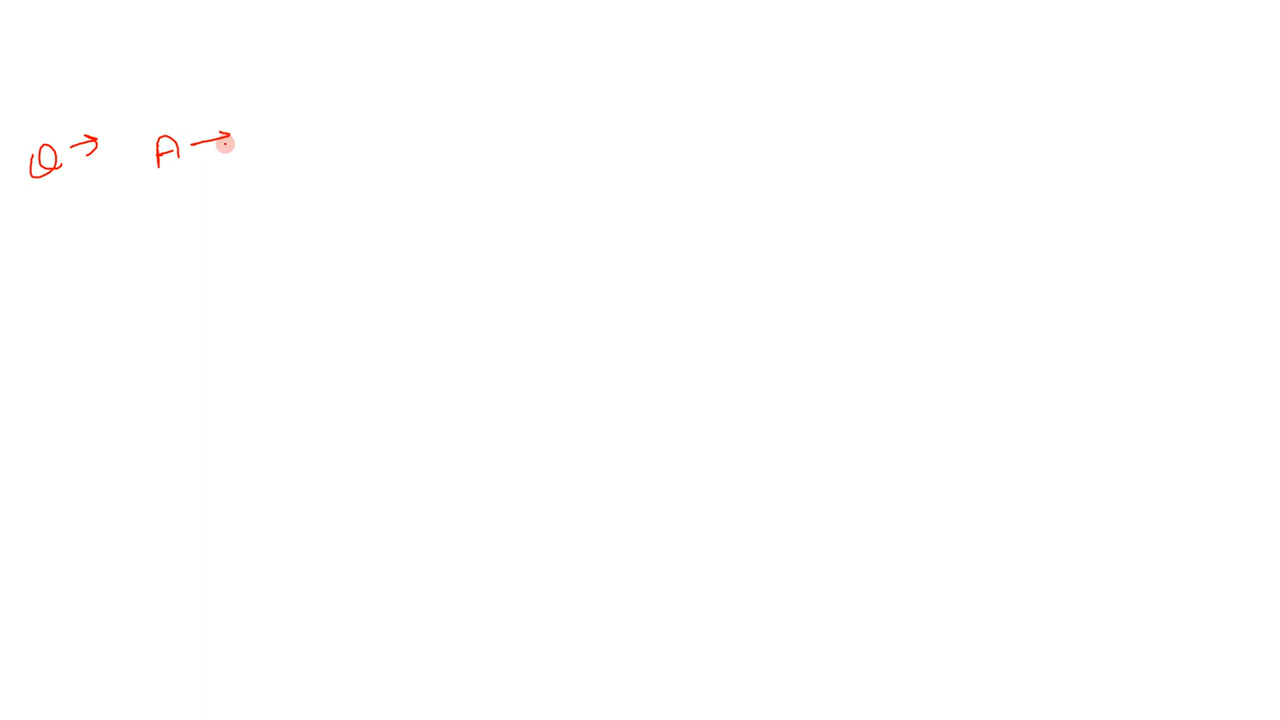 Q → A →